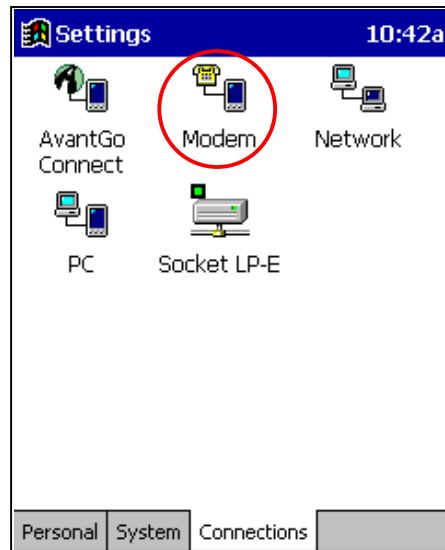 Settings 10:42a
AvantGo Connect
Modem
Network
PC
Socket LP-E
Personal System Connections